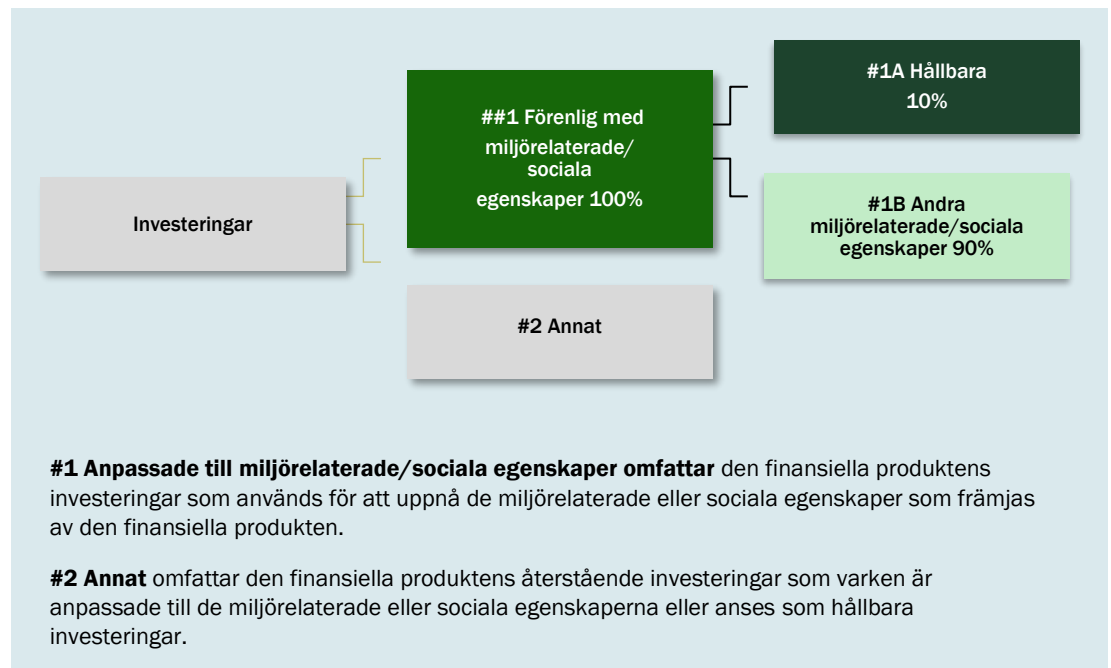 Investeringar
##1 Förenlig med
miljörelaterade/
sociala
egenskaper 100%
#2 Annat
#1A Hållbara
10%
#1B Andra
miljörelaterade/sociala
egenskaper 90%
#1 Anpassade till miljörelaterade/sociala egenskaper omfattar den finansiella produktens
investeringar som används för att uppnå de miljörelaterade eller sociala egenskaper som främjas
av den finansiella produkten.
#2 Annat omfattar den finansiella produktens återstående investeringar som varken är
anpassade till de miljörelaterade eller sociala egenskaperna eller anses som hållbara
investeringar.